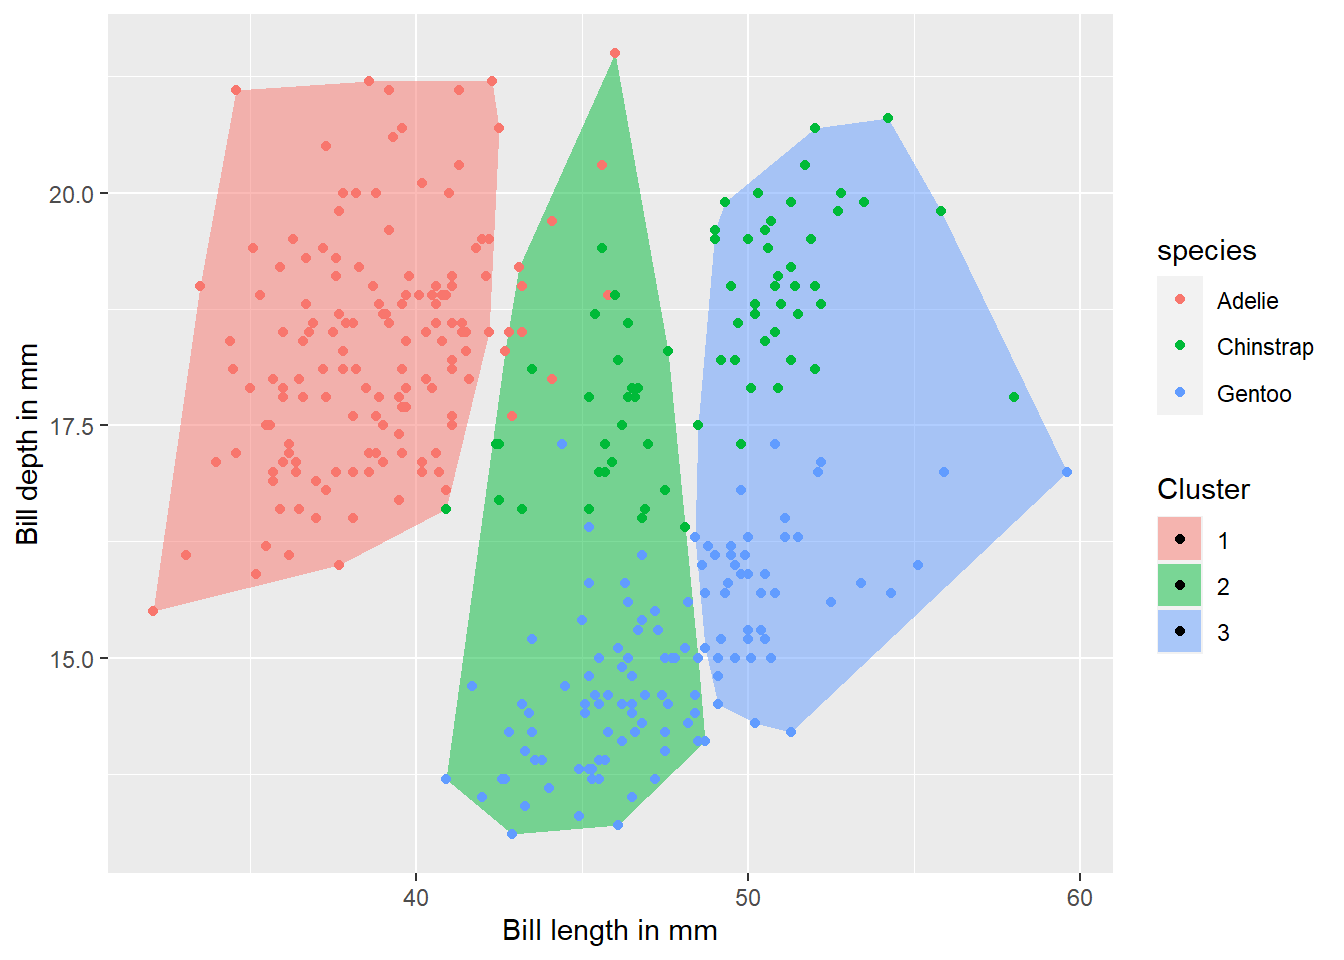 20.0
17.5
15.0
Bill depth in mm
40
50
60
Bill length in mm
species
Adelie
Chinstrap
Gentoo
Cluster
1
2
3